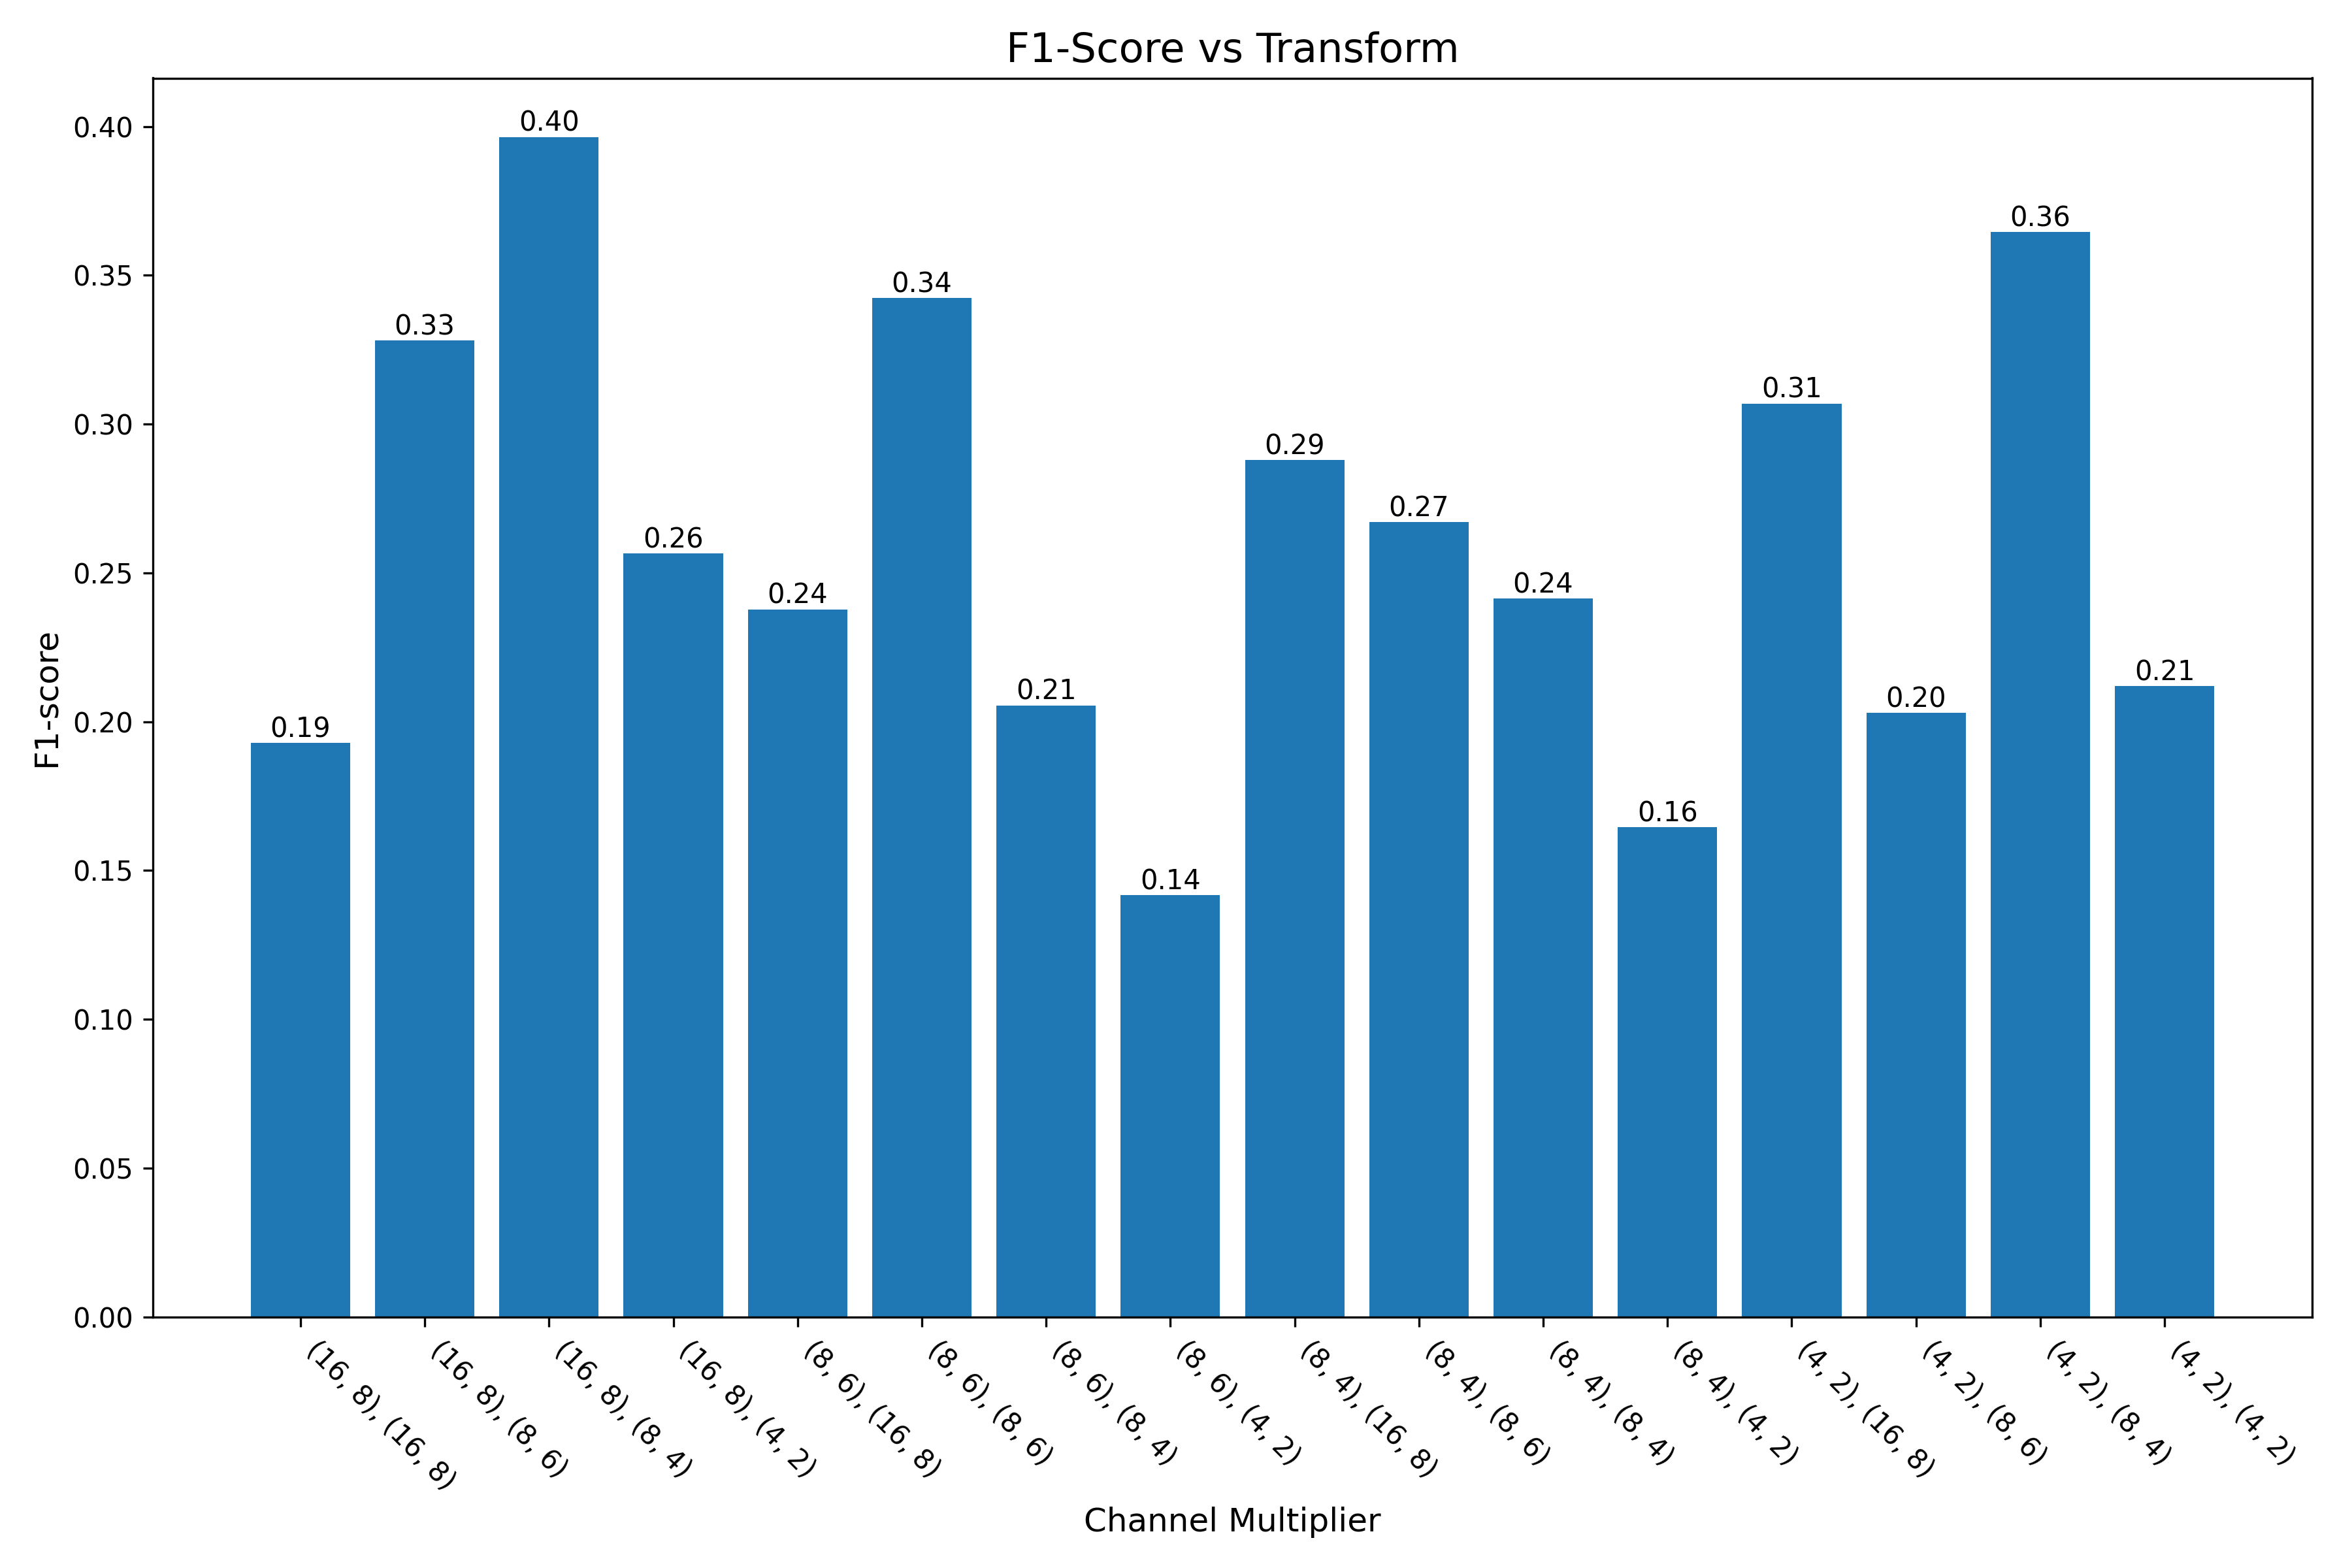 F1-Score vs Transform
F1-score
0.40
0.35
0.30
0.25
0.20
0.15
0.10
0.05
0.00
0.19
0.33
0.40
0.26
0.24
0.34
0.21
0.14
0.29
0.27
0.24
0.16
0.31
0.20
0.36
0.21
(16, 8), (16, 8)
(16, 8), (8, 6)
(16, 8), (8, 4)
(16, 8), (4, 2)
(8, 6), (16, 8)
(8, 6), (8, 6)
(8, 6), (8, 4)
(8, 6), (4, 2)
(8, 4), (16, 8)
(8, 4), (8, 6)
(8, 4), (8, 4)
(8, 4), (4, 2)
(4, 2), (16, 8)
(4, 2), (8, 6)
(4, 2), (8, 4)
(4, 2), (4, 2)
Channel Multiplier